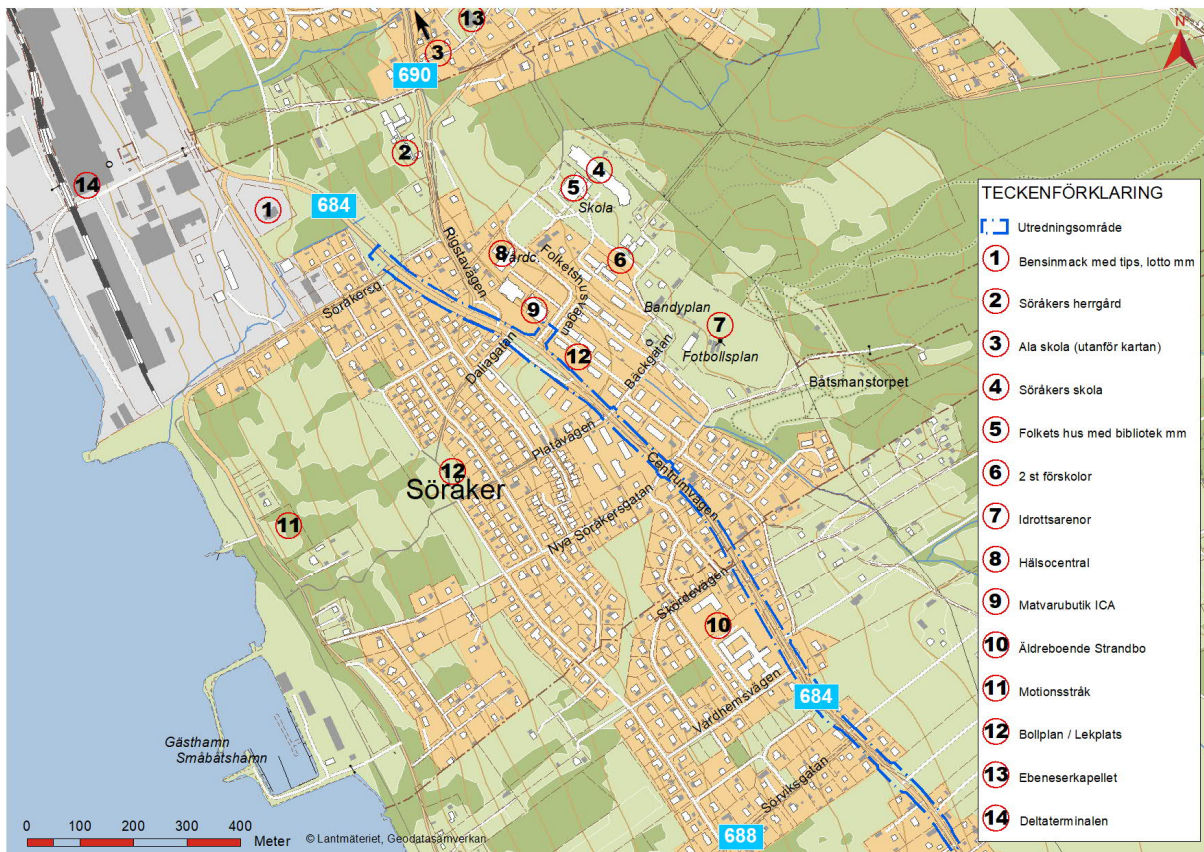 13
N
3
690
2
4
14
5
Skola
1
684
8
Vårdc.
Folketshusvägen
6
Rigstavägen
Söråkersg.
9
Bandyplan
7
Fotbollsplan
Daliagatan
12
Bäckgatan
Båtsmanstorpet
Platåvägen
Centrumvägen
12
Söråker
Nya Söråkersgatan
11
Skördevägen
10
Vårdhemsvägen
684
Gästhamn
Småbåtshamn
Sörviksgatan
688
0 100 200 300 400
Meter
© Lantmäteriet, Geodatasamverkan
TECKENFÖRKLARING
Utredningsområde
1 Bensinmack med tips, lotto mm
2 Söråkers herrgård
3 Ala skola (utanför kartan)
4 Söråkers skola
5 Folkets hus med bibliotek mm
6 2 st förskolor
7 Idrottsarenor
8 Hälsocentral
9 Matvarubutik ICA
10 Äldreboende Strandbo
11 Motionsstråk
12 Bollplan / Lekplats
13 Ebeneserkapellet
14 Deltaterminalen